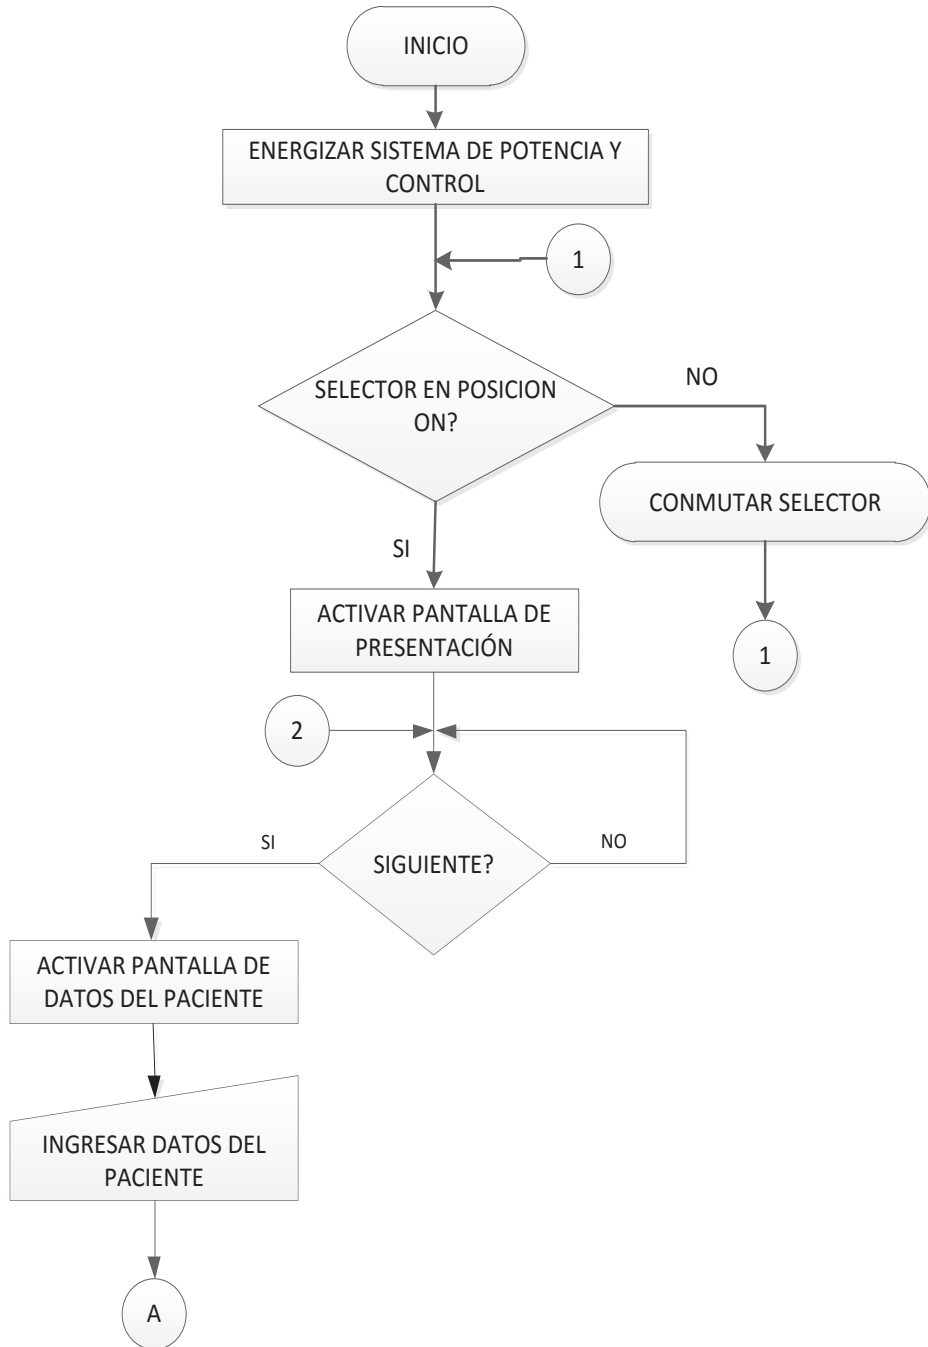 INICIO
ENERGIZAR SISTEMA DE POTENCIA Y
CONTROL
1
SELECTOR EN POSICION
ON?
NO
CONMUTAR SELECTOR
1
SI
ACTIVAR PANTALLA DE
PRESENTACIÓN
2
SIGUIENTE?
SI
NO
ACTIVAR PANTALLA DE
DATOS DEL PACIENTE
INGRESAR DATOS DEL
PACIENTE
A